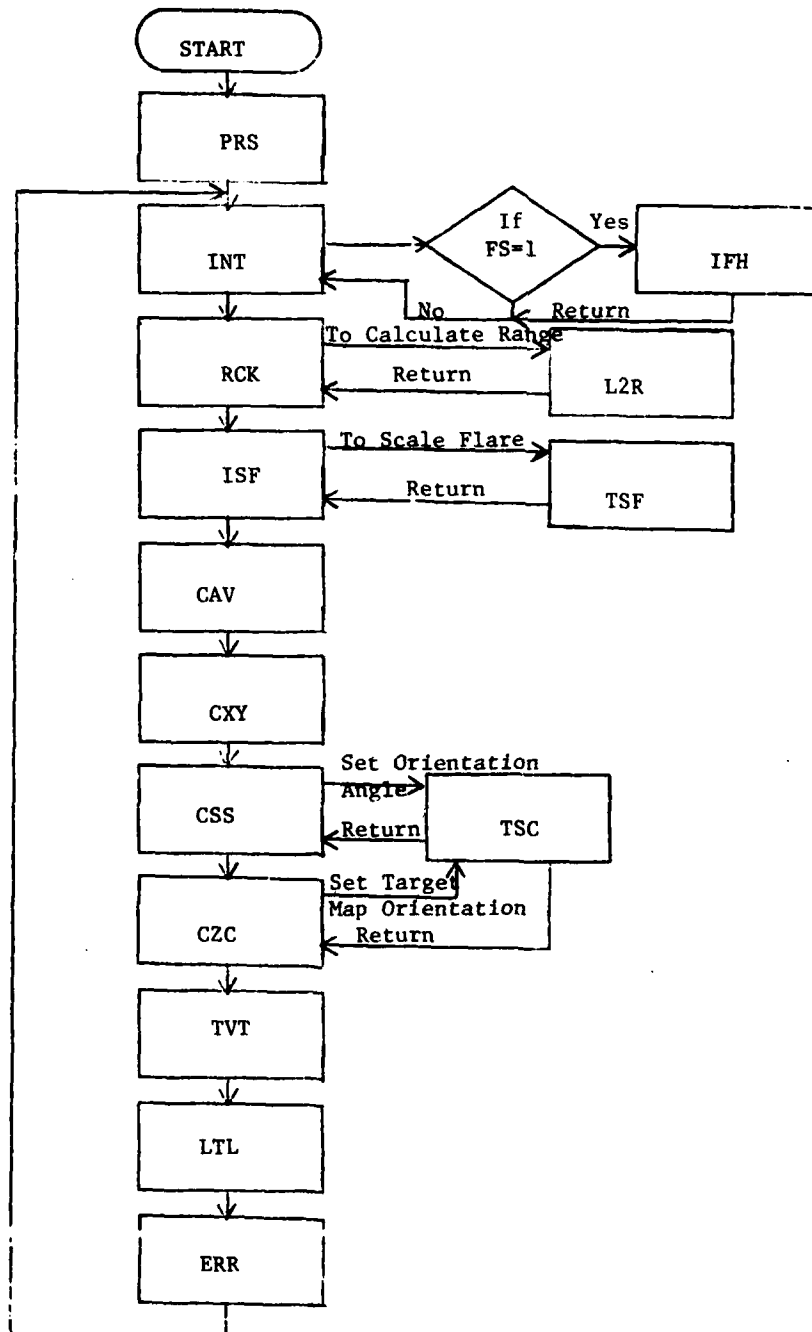 START
PRS
If
FS=1
Yes
INT
IFH
No
Return
To Calculate Range
RCK
Return
L2R
To Scale Flare
ISF
Return
TSF
CAV
CXY
Set Orientation
Angle
CSS
Return
TSC
Set Target
Map Orientation
CZC
Return
TVT
LTL
ERR